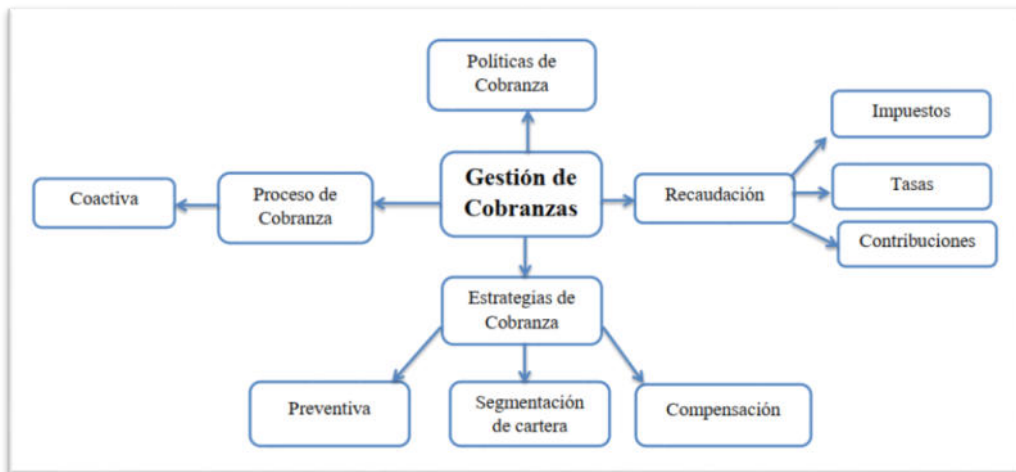 Políticas de
Cobranza
Impuestos
Gestión de
Cobranzas
Coactiva
Proceso de
Cobranza
Recaudación
Tasas
Contribuciones
Estrategias de
Cobranza
Preventiva
Segmentación
de cartera
Compensación